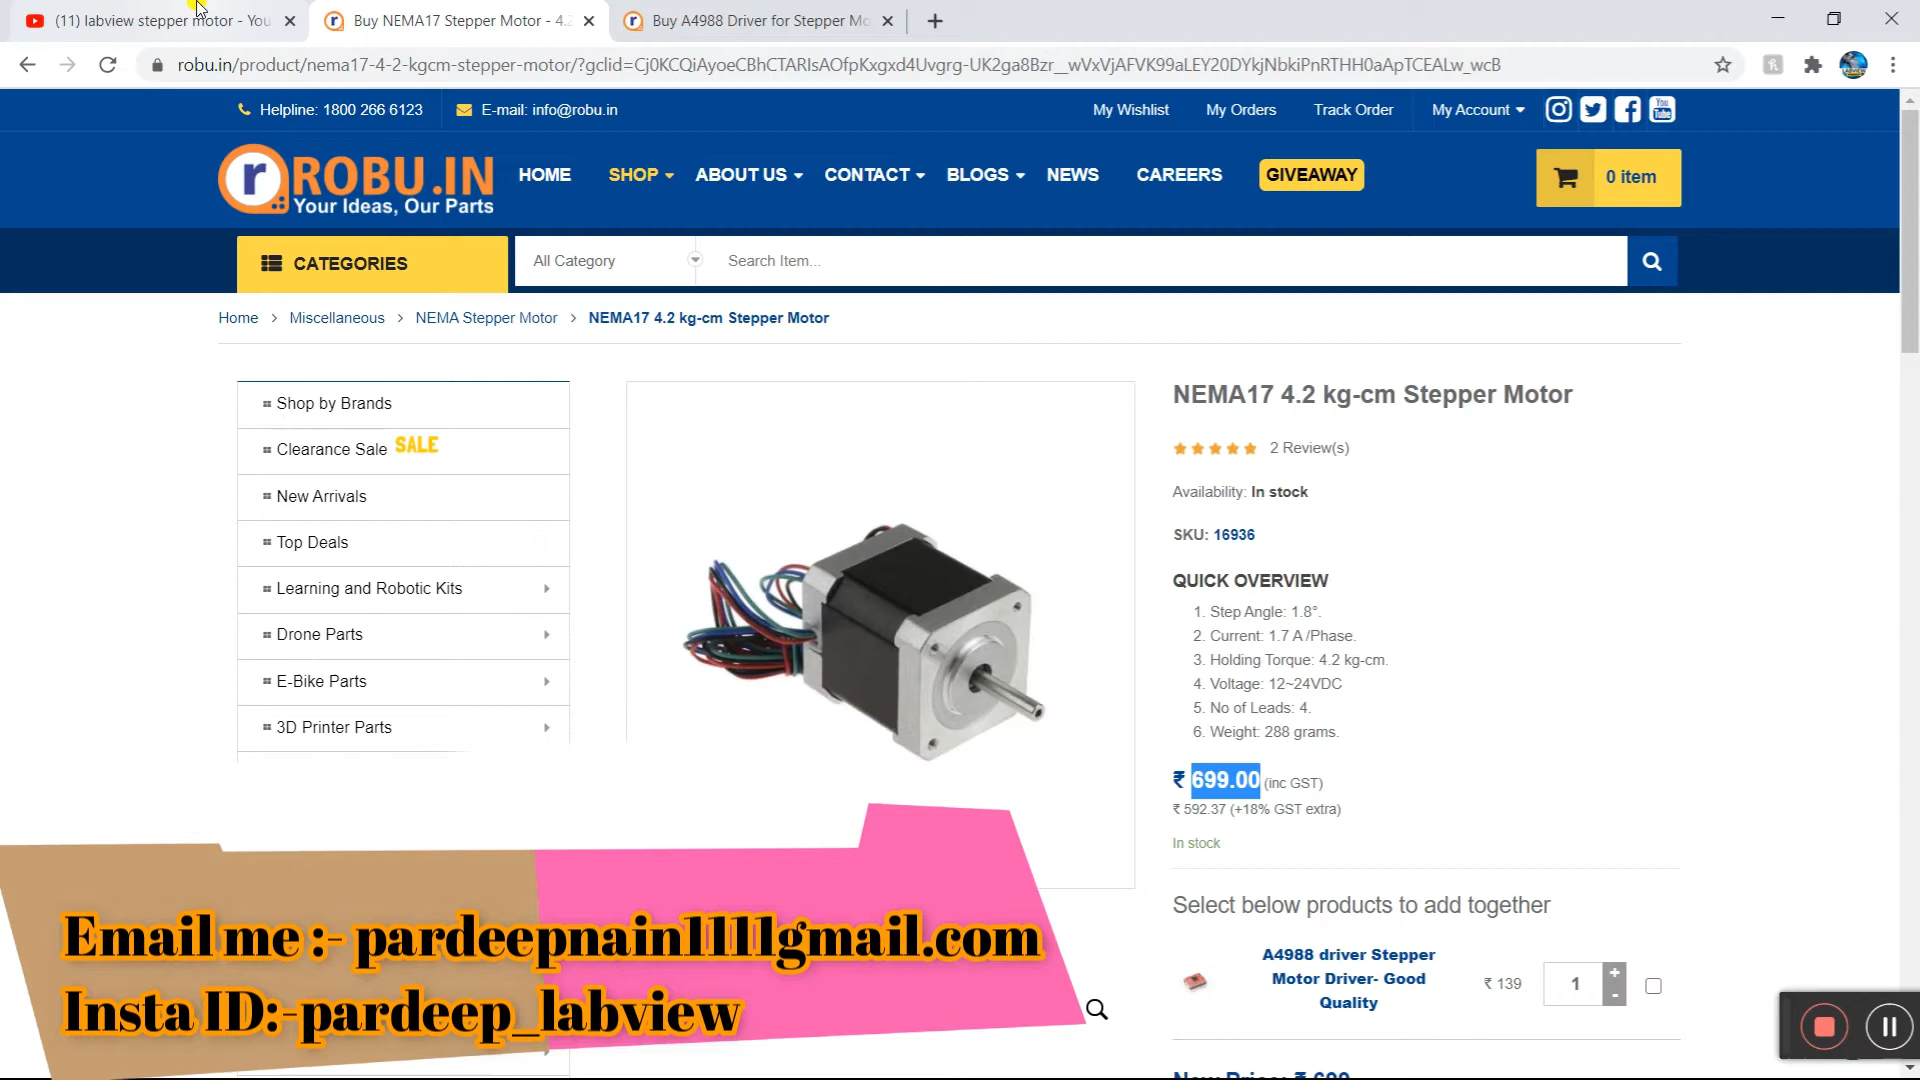 (11) labview stepper motor - You
Buy NEMA17 Stepper Motor - 4.2
Buy A4988 Driver for Stepper Mo
robu.in/product/nema17-4-2-kgcm-stepper-motor/?gclid=Cj0KCQiAyoeCBhCTARIsAOfpKxgxd4Uvgrg-UK2ga8Bzr__wVxVjAFVK99aLEY20DYkjNbkiPnRTHH0aApTCEALw_wcB
Helpline: 1800 266 6123
E-mail: info@robu.in
My Wishlist
My Orders
Track Order
My Account
You Tube
r ROBU.IN
Your Ideas, Our Parts
HOME
SHOP
ABOUT US
CONTACT
BLOGS
NEWS
CAREERS
GIVEAWAY
0 item
CATEGORIES
All Category
Search Item...
Home > Miscellaneous > NEMA Stepper Motor > NEMA17 4.2 kg-cm Stepper Motor
Shop by Brands
Clearance Sale SALE
New Arrivals
Top Deals
Learning and Robotic Kits
Drone Parts
E-Bike Parts
3D Printer Parts
NEMA17 4.2 kg-cm Stepper Motor
2 Review(s)
Availability: In stock
SKU: 16936
QUICK OVERVIEW
1. Step Angle: 1.8°.
2. Current: 1.7 A /Phase.
3. Holding Torque: 4.2 kg-cm.
4. Voltage: 12~24VDC
5. No of Leads: 4.
6. Weight: 288 grams.
₹ 699.00 (inc GST)
₹ 592.37 (+18% GST extra)
In stock
Select below products to add together
A4988 driver Stepper
Motor Driver- Good
Quality
₹ 139
1
+
-
Email me :- pardeepnain1111gmail.com
Insta ID:-pardeep_labview